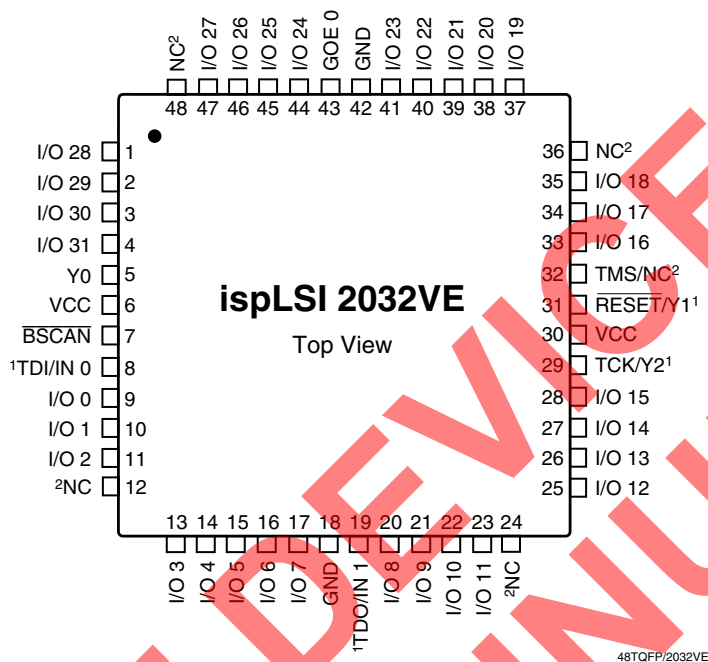 NC²
I/O 27
I/O 26
I/O 25
I/O 24
GOE 0
GND
I/O 23
I/O 22
I/O 21
I/O 20
I/O 19
48 47 46 45 44 43 42 41 40 39 38 37
I/O 28 1
I/O 29 2
I/O 30 3
I/O 31 4
Y0 5
VCC 6
BSCAN 7
¹TDI/IN 0 8
I/O 0 9
I/O 1 10
I/O 2 11
²NC 12
ispLSI 2032VE
Top View
36 NC²
35 I/O 18
34 I/O 17
33 I/O 16
32 TMS/NC²
31 RESET/Y1¹
30 VCC
29 TCK/Y2¹
28 I/O 15
27 I/O 14
26 I/O 13
25 I/O 12
13 14 15 16 17 18 19 20 21 22 23 24
I/O 3
I/O 4
I/O 5
I/O 6
I/O 7
GND
¹TDO/IN 1
I/O 8
I/O 9
I/O 10
I/O 11
²NC
48TQFP/2032VE
DEVICE